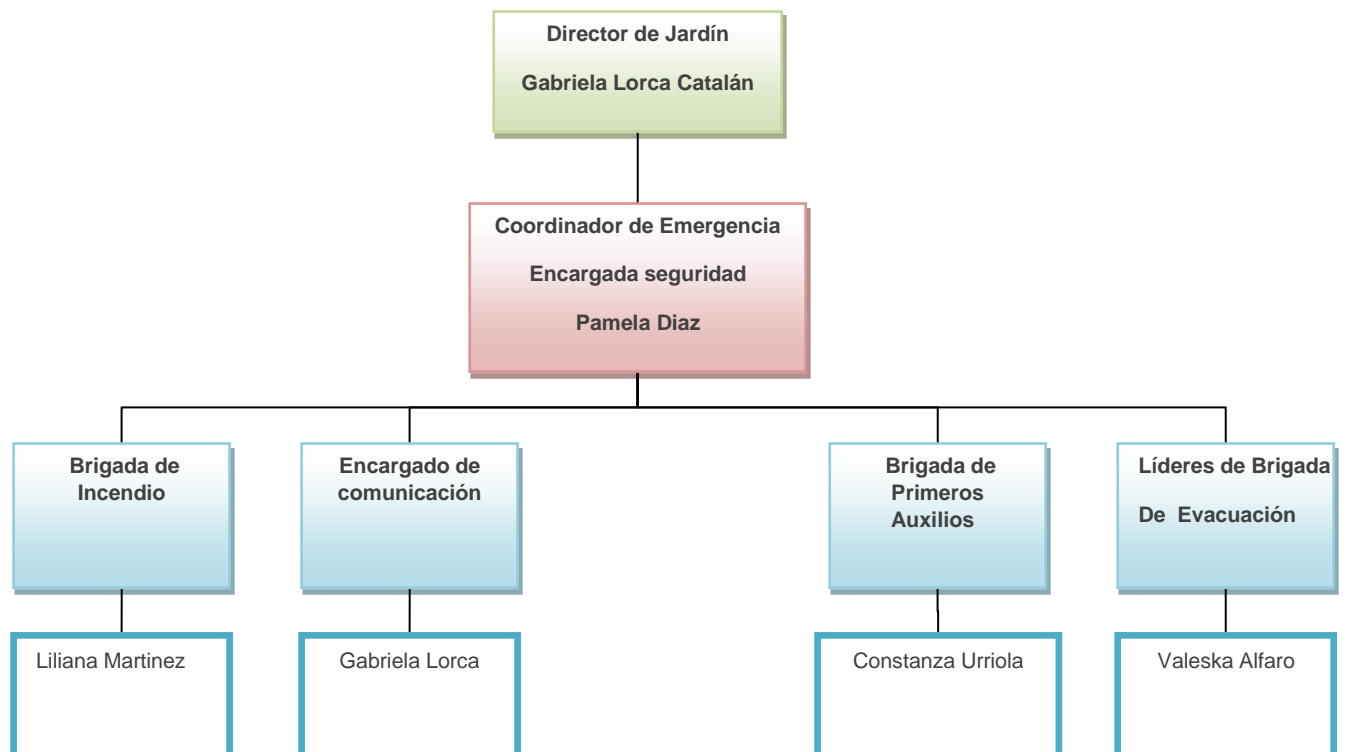 Director de Jardín
Gabriela Lorca Catalán
Coordinador de Emergencia
Encargada seguridad
Pamela Diaz
Brigada de
Incendio
Encargado de
comunicación
Brigada de
Primeros
Auxilios
Líderes de Brigada
De Evacuación
Liliana Martinez
Gabriela Lorca
Constanza Urriola
Valeska Alfaro